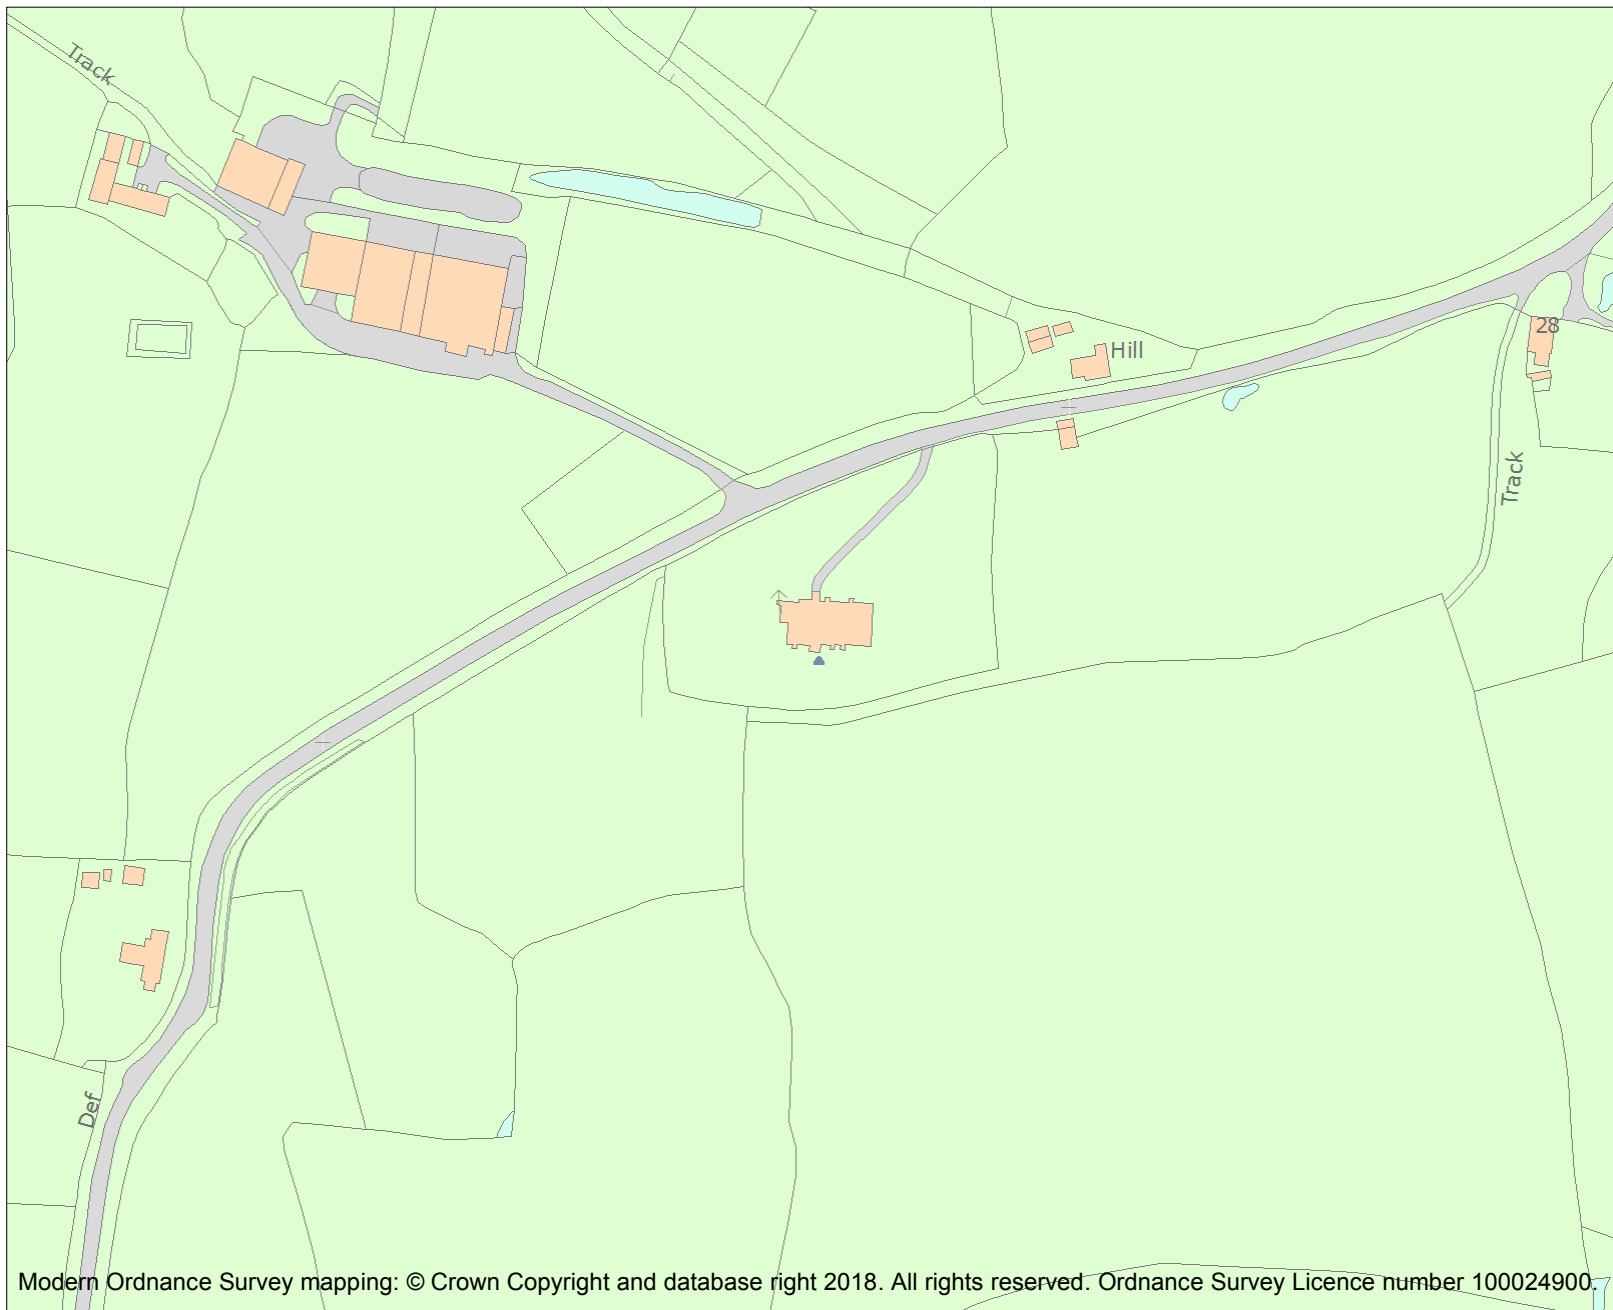 Track
28
Hill
Track
Def
Modern Ordnance Survey mapping: © Crown Copyright and database right 2018. All rights reserved. Ordnance Survey Licence number 100024900.